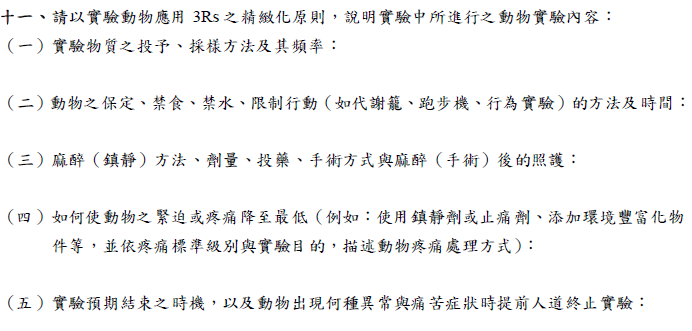 十一、請以實驗動物應用 3Rs 之精緻化原則，說明實驗中所進行之動物實驗內容：
（一）實驗物質之投予、採樣方法及其頻率：
（二）動物之保定、禁食、禁水、限制行動（如代謝籠、跑步機、行為實驗）的方法及時間：
（三）麻醉（鎮靜）方法、劑量、投藥、手術方式與麻醉（手術）後的照護：
（四）如何使動物之緊迫或疼痛降至最低（例如：使用鎮靜劑或止痛劑、添加環境豐富化物
件等，並依疼痛標準級別與實驗目的，描述動物疼痛處理方式）：
（五）實驗預期結束之時機，以及動物出現何種異常與痛苦症狀時提前人道終止實驗：